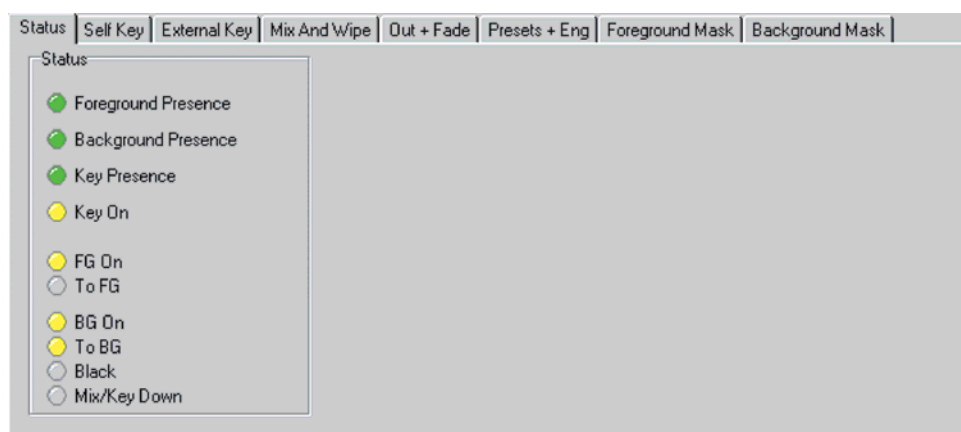 Status Self Key External Key Mix And Wipe Out + Fade Presets + Eng Foreground Mask Background Mask
Status
Foreground Presence
Background Presence
Key Presence
Key On
FG On
To FG
BG On
To BG
Black
Mix/Key Down